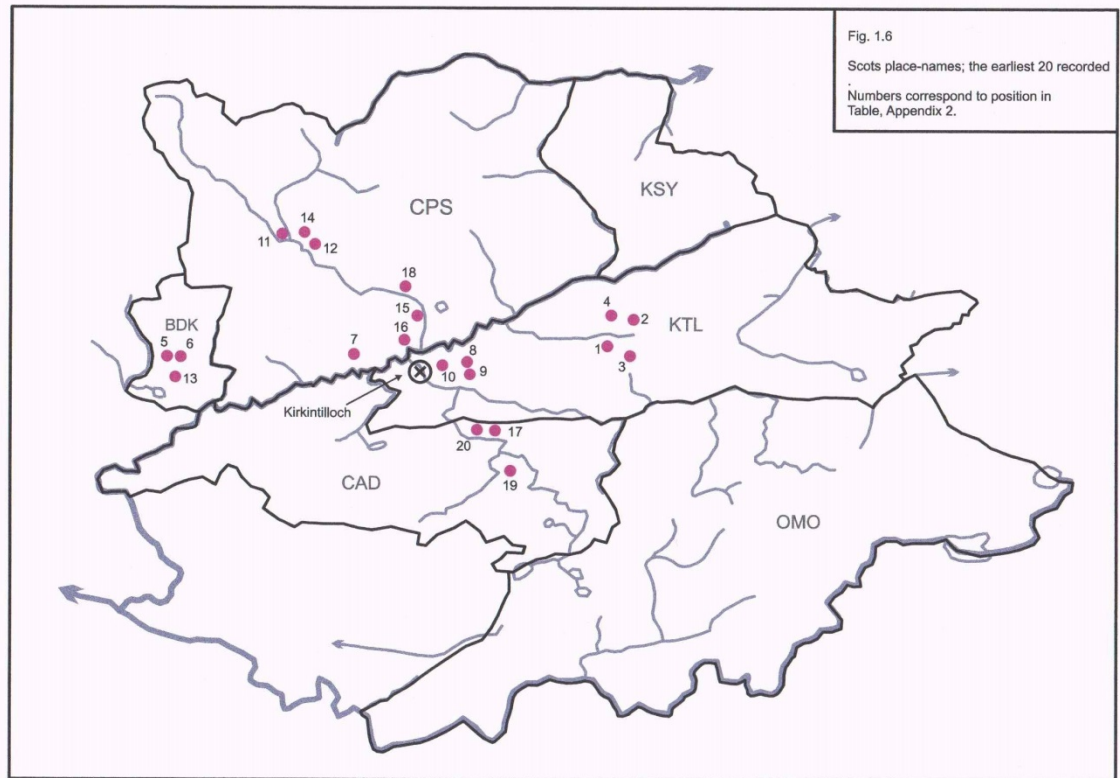 Fig. 1.6
Scots place-names; the earliest 20 recorded
.
Numbers correspond to position in
Table, Appendix 2.
KSY
CPS
14
11
12
18
15
4
2
KTL
BDK
16
5 6
7
8
1
10
9
3
13
Kirkintilloch
20
17
CAD
19
OMO